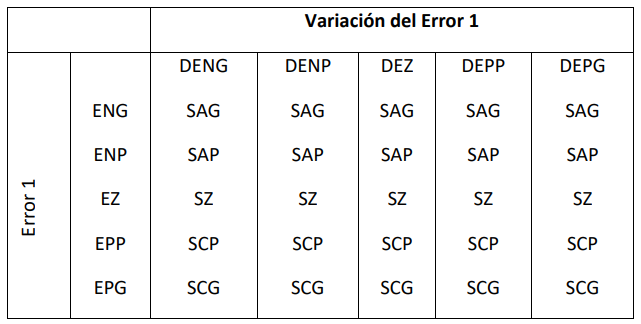 Variación del Error 1
DENG DENP DEZ DEPP DEPG
ENG SAG SAG SAG SAG SAG
ENP SAP SAP SAP SAP SAP
EZ SZ SZ SZ SZ SZ
EPP SCP SCP SCP SCP SCP
EPG SCG SCG SCG SCG SCG
Error 1